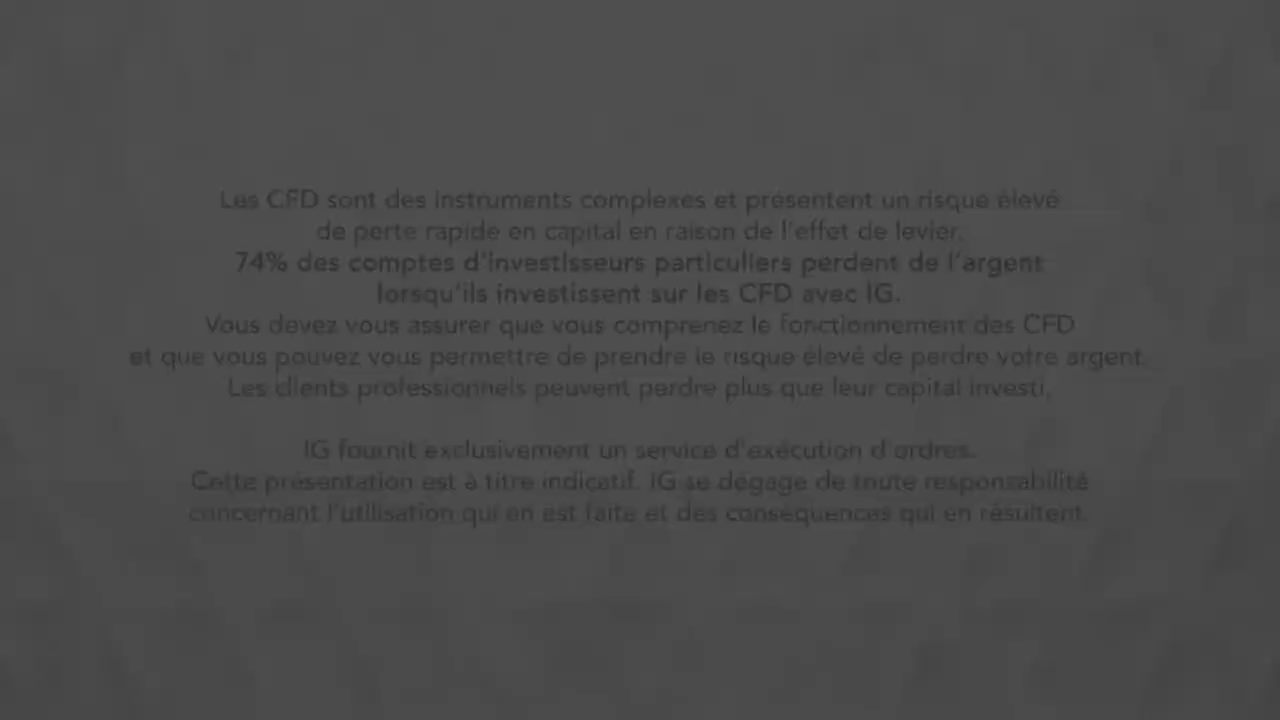 Les CFD sont des instruments complexes et présentent un risque élevé
de perte rapide en capital en raison de l'effet de levier.
74% des comptes d'investisseurs particuliers perdent de l'argent
lorsqu'ils investissent sur les CFD avec IG.
Vous devez vous assurer que vous comprenez le fonctionnement des CFD
et que vous pouvez vous permettre de prendre le risque élevé de perdre votre argent.
Les clients professionnels peuvent perdre plus que leur capital investi.
IG fournit exclusivement un service d'exécution d'ordres.
Cette présentation est à titre indicatif. IG se dégage de toute responsabilité
concernant l'utilisation qui en est faite et des conséquences qui en résultent.